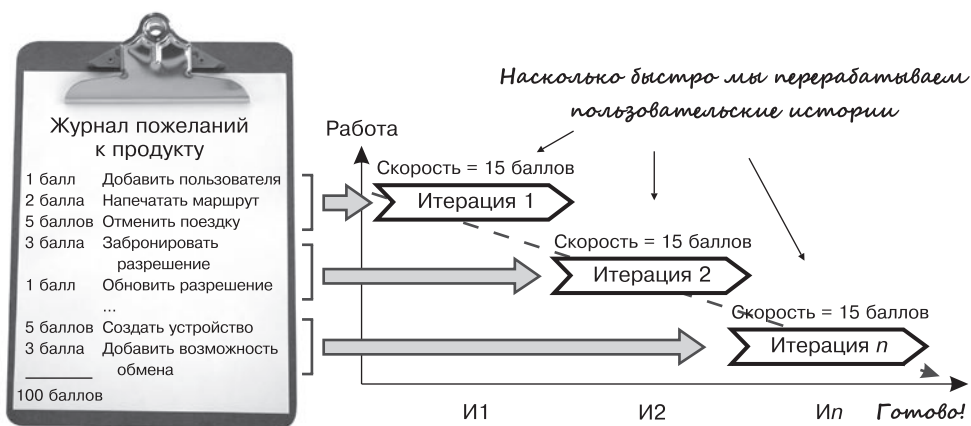 Журнал пожеланий
к продукту
1 балл Добавить пользователя
2 балла Напечатать маршрут
5 баллов Отменить поездку
3 балла Забронировать
разрешение
1 балл Обновить разрешение
...
5 баллов Создать устройство
3 балла Добавить возможность
обмена
100 баллов
Насколько быстро мы перерабатываем
пользовательские истории
Работа
Скорость = 15 баллов
Итерация 1
Скорость = 15 баллов
Итерация 2
Скорость = 15 баллов
Итерация n
И1 И2 Иn Готово!